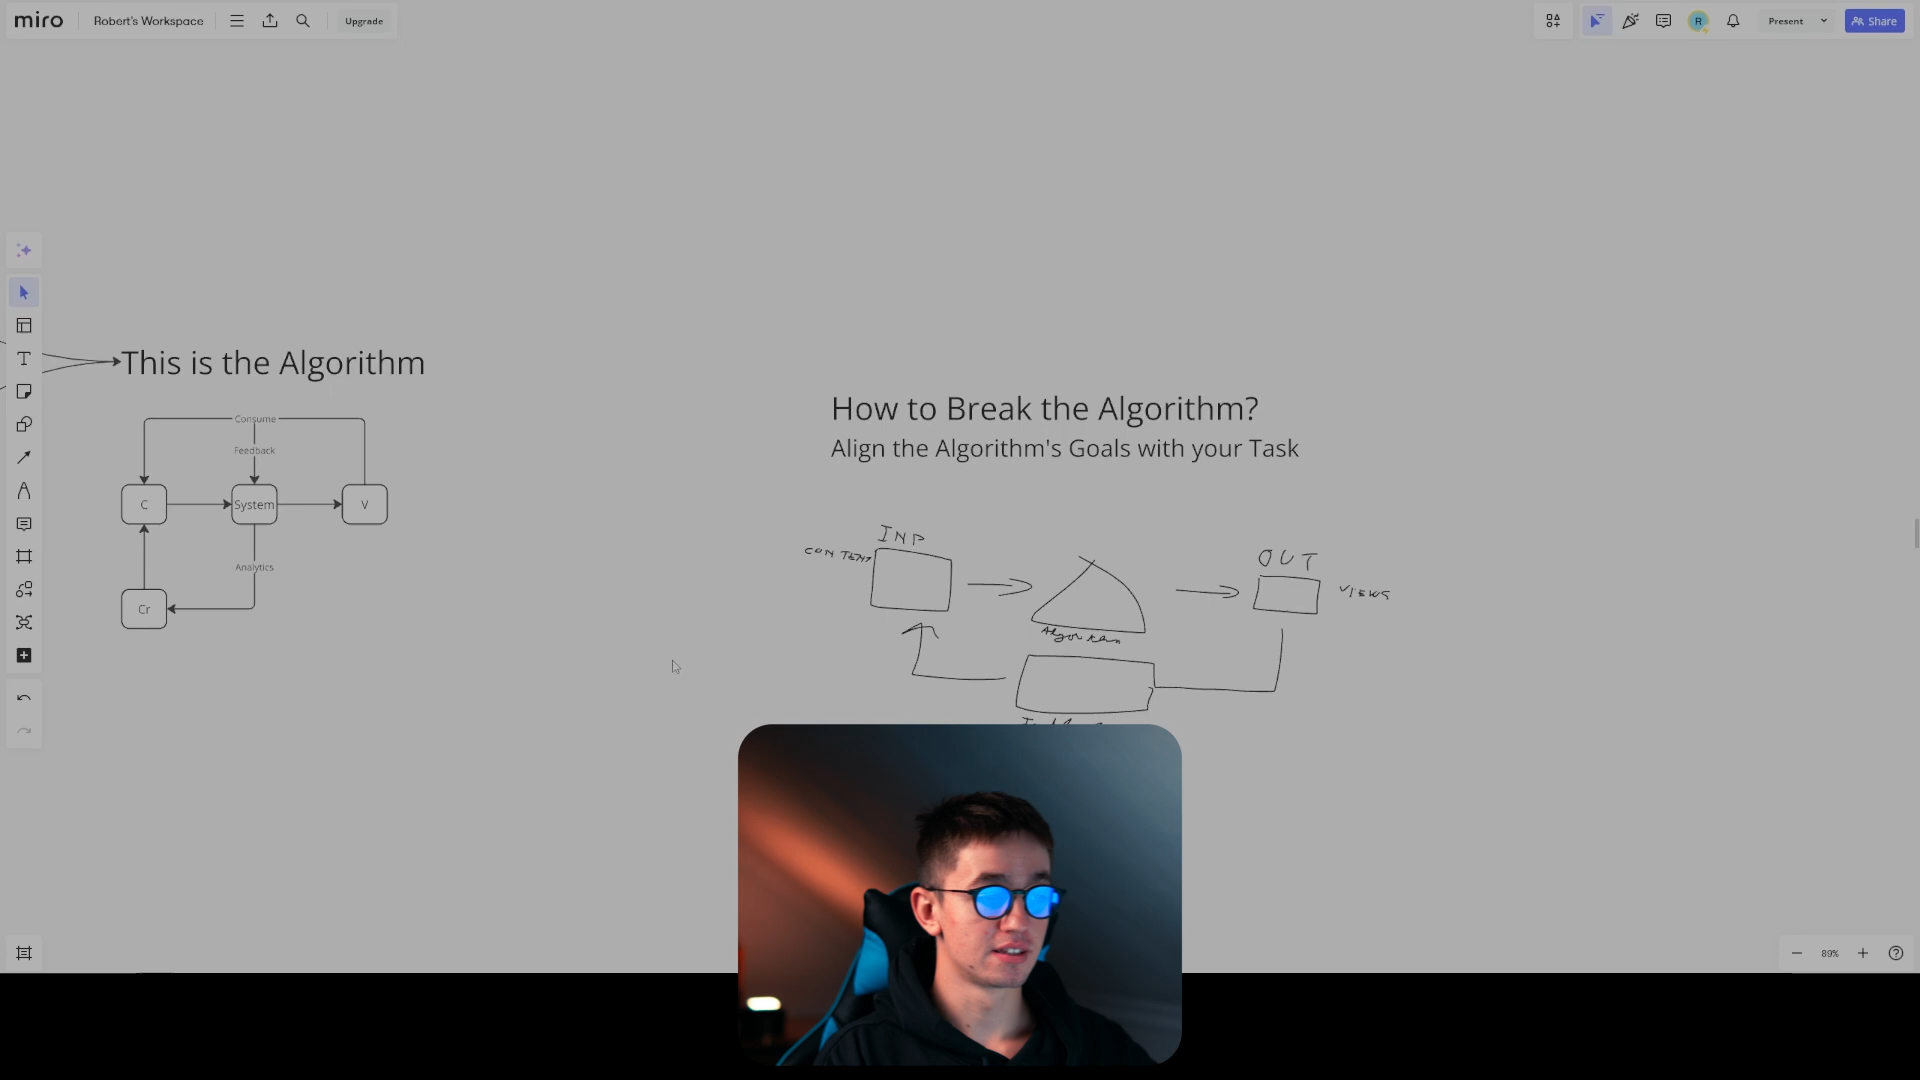 miro
Robert's Workspace
Upgrade
R
Present
Share
This is the Algorithm
Consume
Feedback
C
System
V
Analytics
Cr
How to Break the Algorithm?
Align the Algorithm's Goals with your Task
INP
CONTENT
OUT
VIEWS
Algorithm
89%